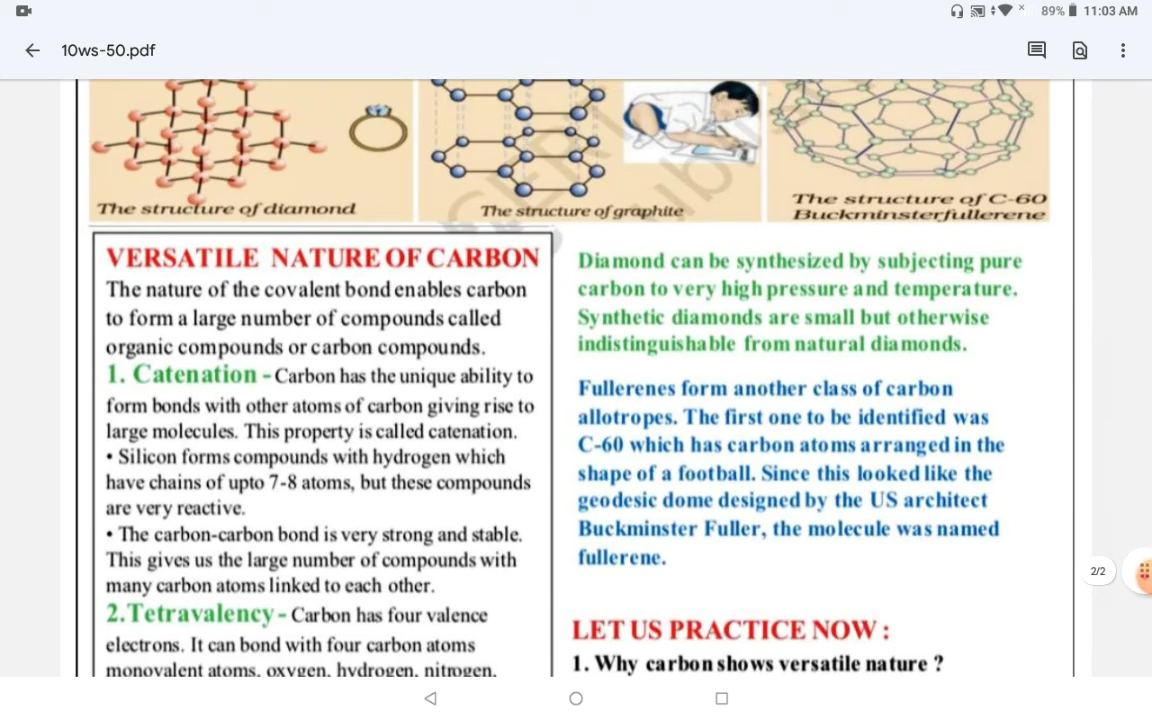 89% 11:03 AM
10ws-50.pdf
The structure of diamond
The structure of graphite
The structure of C-60
Buckminsterfullerene
VERSATILE NATURE OF CARBON
The nature of the covalent bond enables carbon
to form a large number of compounds called
organic compounds or carbon compounds.
1. Catenation - Carbon has the unique ability to
form bonds with other atoms of carbon giving rise to
large molecules. This property is called catenation.
• Silicon forms compounds with hydrogen which
have chains of upto 7-8 atoms, but these compounds
are very reactive.
• The carbon-carbon bond is very strong and stable.
This gives us the large number of compounds with
many carbon atoms linked to each other.
2.Tetravalency - Carbon has four valence
electrons. It can bond with four carbon atoms
monovalent atoms, oxygen, hydrogen, nitrogen,
Diamond can be synthesized by subjecting pure
carbon to very high pressure and temperature.
Synthetic diamonds are small but otherwise
indistinguishable from natural diamonds.
Fullerenes form another class of carbon
allotropes. The first one to be identified was
C-60 which has carbon atoms arranged in the
shape of a football. Since this looked like the
geodesic dome designed by the US architect
Buckminster Fuller, the molecule was named
fullerene.
2/2
LET US PRACTICE NOW :
1. Why carbon shows versatile nature ?